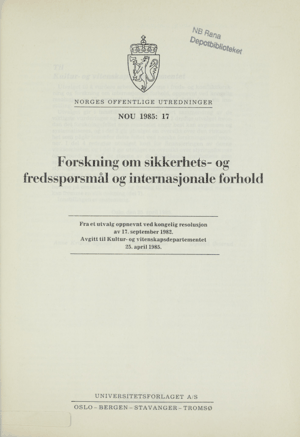 NB Rana
Depotbiblioteket
NORGES OFFENTLIGE UTREDNINGER
NOU 1985: 17
Forskning om sikkerhets- og
fredsspørsmål og internasjonale forhold
Fra et utvalg oppnevnt ved kongelig resolusjon
av 17. september 1982.
Avgitt til Kultur- og vitenskapsdepartementet
25. april 1985.
UNIVERSITETSFORLAGET A/S
OSLO – BERGEN – STAVANGER – TROMSØ